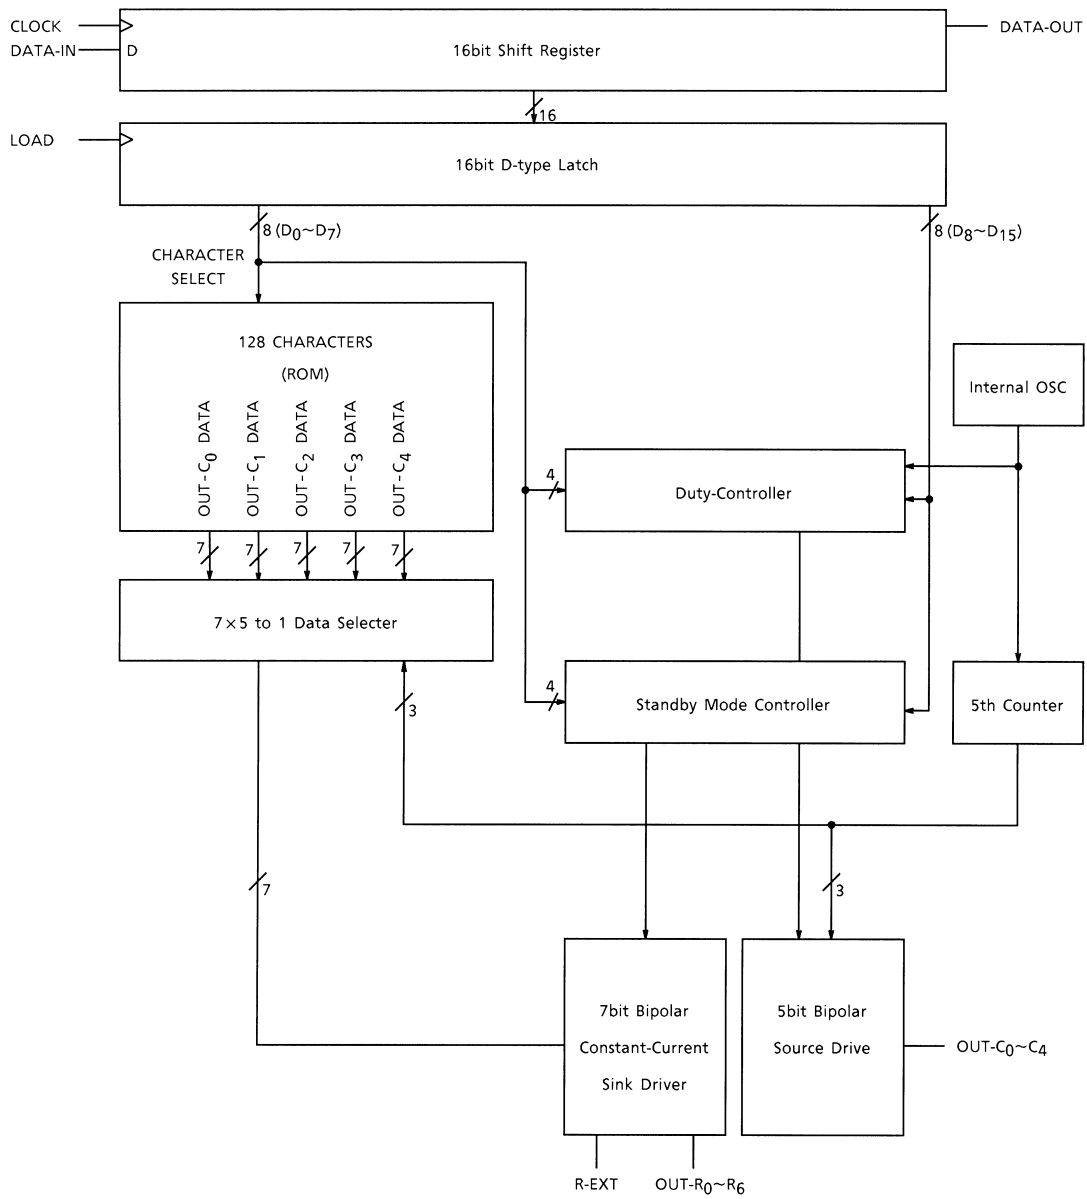 CLOCK
DATA-IN
D
16bit Shift Register
DATA-OUT
16
LOAD
16bit D-type Latch
8 (D0~D7)
8 (D8~D15)
CHARACTER
SELECT
128 CHARACTERS
(ROM)
OUT-C0 DATA
OUT-C1 DATA
OUT-C2 DATA
OUT-C3 DATA
OUT-C4 DATA
Internal OSC
4
Duty-Controller
7
7
7
7
7
7×5 to 1 Data Selecter
4
Standby Mode Controller
5th Counter
3
7
3
7bit Bipolar
Constant-Current
Sink Driver
5bit Bipolar
Source Drive
OUT-C0~C4
R-EXT
OUT-R0~R6